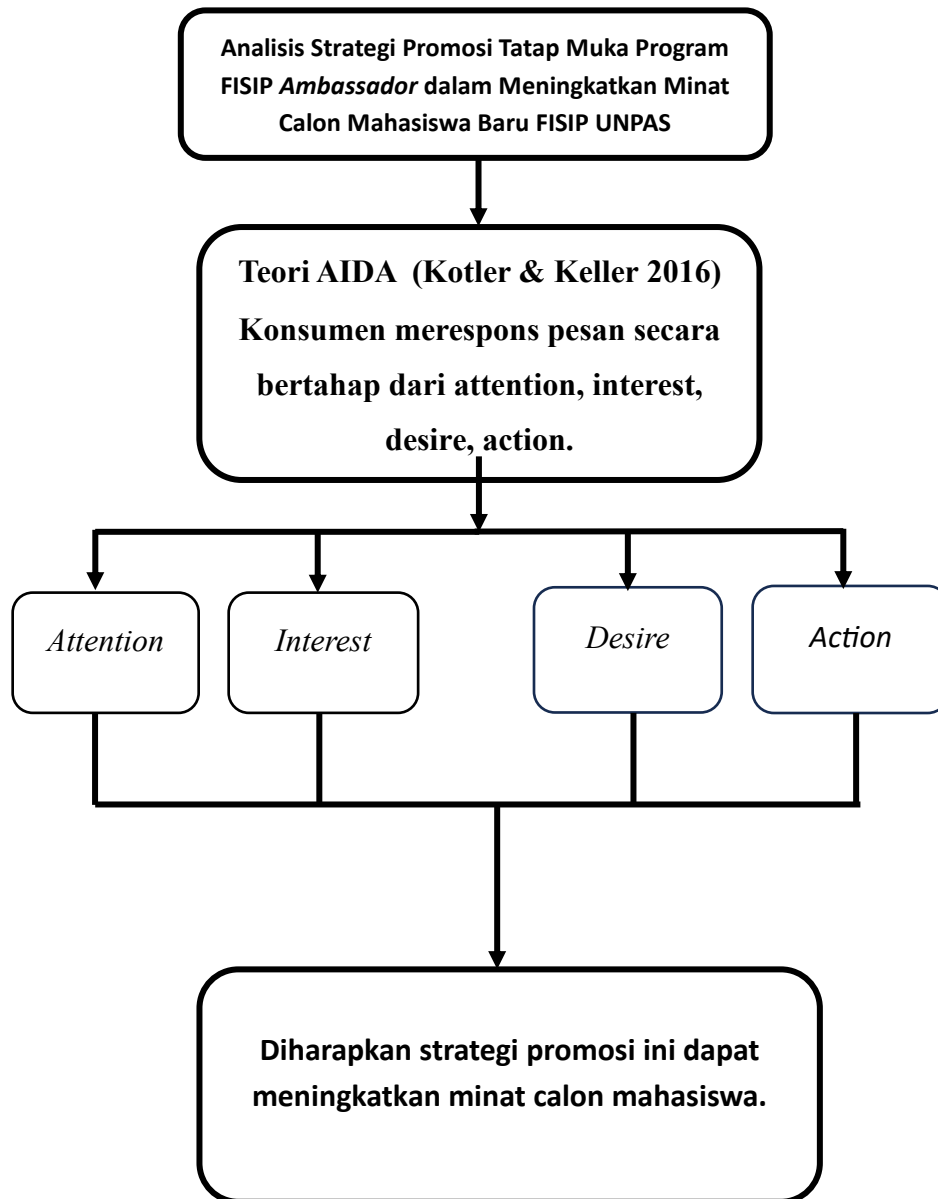 Analisis Strategi Promosi Tatap Muka Program
FISIP Ambassador dalam Meningkatkan Minat
Calon Mahasiswa Baru FISIP UNPAS
Teori AIDA (Kotler & Keller 2016)
Konsumen merespons pesan secara
bertahap dari attention, interest,
desire, action.
Attention
Interest
Desire
Action
Diharapkan strategi promosi ini dapat
meningkatkan minat calon mahasiswa.